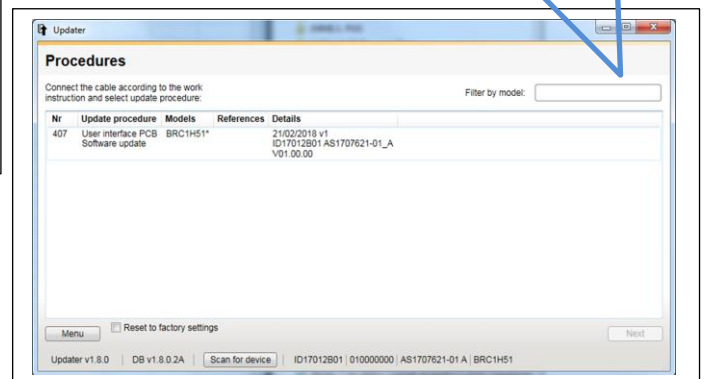 Updater
Procedures
Connect the cable according to the work
instruction and select update procedure:
Filter by model:
Nr Update procedure Models References Details
407 User interface PCB BRC1H51* 21/02/2018 v1
Software update ID17012B01 AS1707621-01_A
V01.00.00
Menu Reset to factory settings Next
Updater v1.8.0 DB v1.8.0.2A Scan for device ID17012B01 010000000 AS1707621-01 A BRC1H51